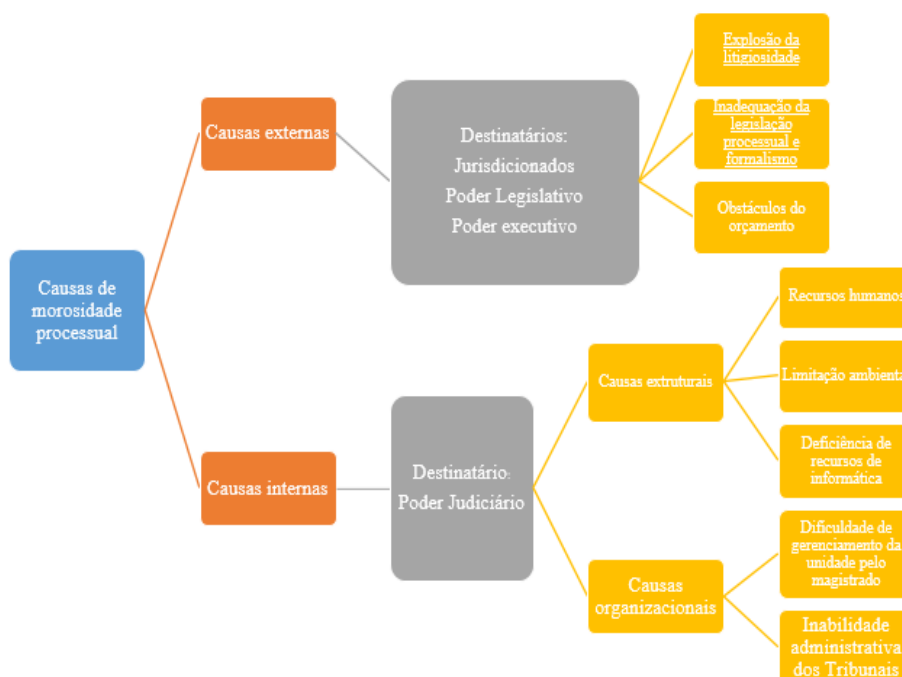 Explosão da
litigiosidade
Inadequação da
legislação
processual e
formalismo
Obstáculos do
orçamento
Causas externas
Destinatários:
Jurisdicionados
Poder Legislativo
Poder executivo
Causas de
morosidade
processual
Causas internas
Destinatário:
Poder Judiciário
Causas extruturais
Recursos humanos
Limitação ambienta
Deficiência de
recursos de
informática
Causas
organizacionais
Dificuldade de
gerenciamento da
unidade pelo
magistrado
Inabilidade
administrativa
dos Tribunais